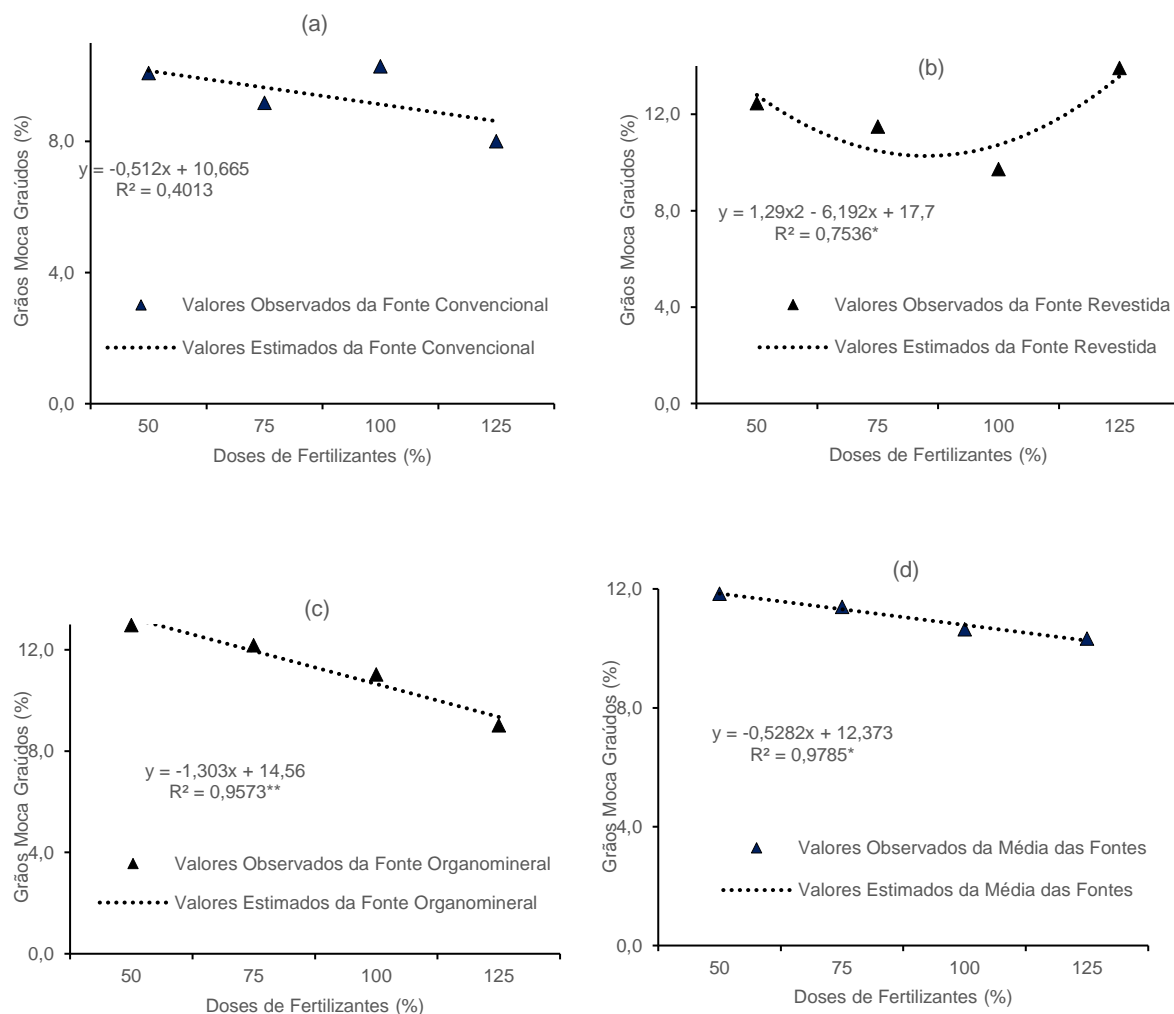 (a)
Grãos Moca Graúdos (%)
8,0
4,0
0,0
y = -0,512x + 10,665
R² = 0,4013
Valores Observados da Fonte Convencional
Valores Estimados da Fonte Convencional
50 75 100 125
Doses de Fertilizantes (%)
(b)
Grãos Moca Graúdos (%)
12,0
8,0
4,0
0,0
y = 1,29x2 - 6,192x + 17,7
R² = 0,7536*
Valores Observados da Fonte Revestida
Valores Estimados da Fonte Revestida
50 75 100 125
Doses de Fertilizantes (%)
(c)
Grãos Moca Graúdos (%)
12,0
8,0
4,0
0,0
y = -1,303x + 14,56
R² = 0,9573**
Valores Observados da Fonte Organomineral
Valores Estimados da Fonte Organomineral
50 75 100 125
Doses de Fertilizantes (%)
(d)
Grãos Moca Graúdos (%)
12,0
8,0
4,0
0,0
y = -0,5282x + 12,373
R² = 0,9785*
Valores Observados da Média das Fontes
Valores Estimados da Média das Fontes
50 75 100 125
Doses de Fertilizantes (%)